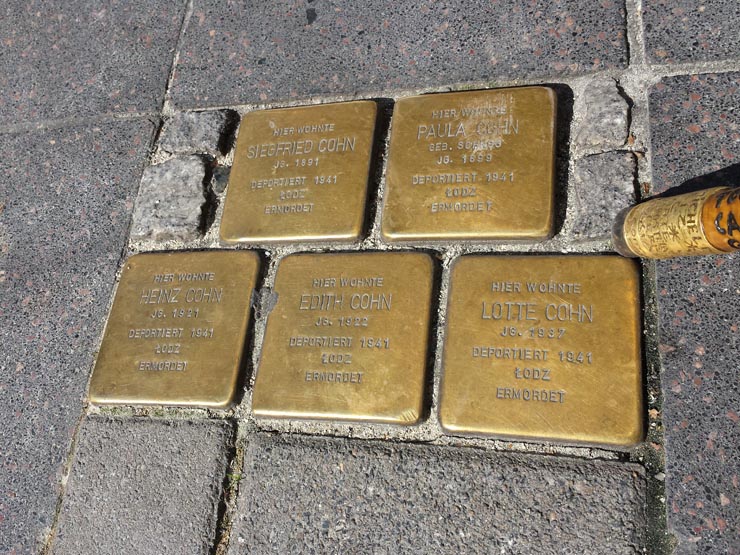 HIER WOHNTE
SIEGFRIED COHN
JG. 1891
DEPORTIERT 1941
ŁODZ
ERMORDET
HIER WOHNTE
PAULA COHN
GEB.
JG. 1899
DEPORTIERT 1941
ŁODZ
ERMORDET
HIER WOHNTE
HEINZ COHN
JG. 1921
DEPORTIERT 1941
ŁODZ
ERMORDET
HIER WOHNTE
EDITH COHN
JG. 1922
DEPORTIERT 1941
ŁODZ
ERMORDET
HIER WOHNTE
LOTTE COHN
JG. 1937
DEPORTIERT 1941
ŁODZ
ERMORDET